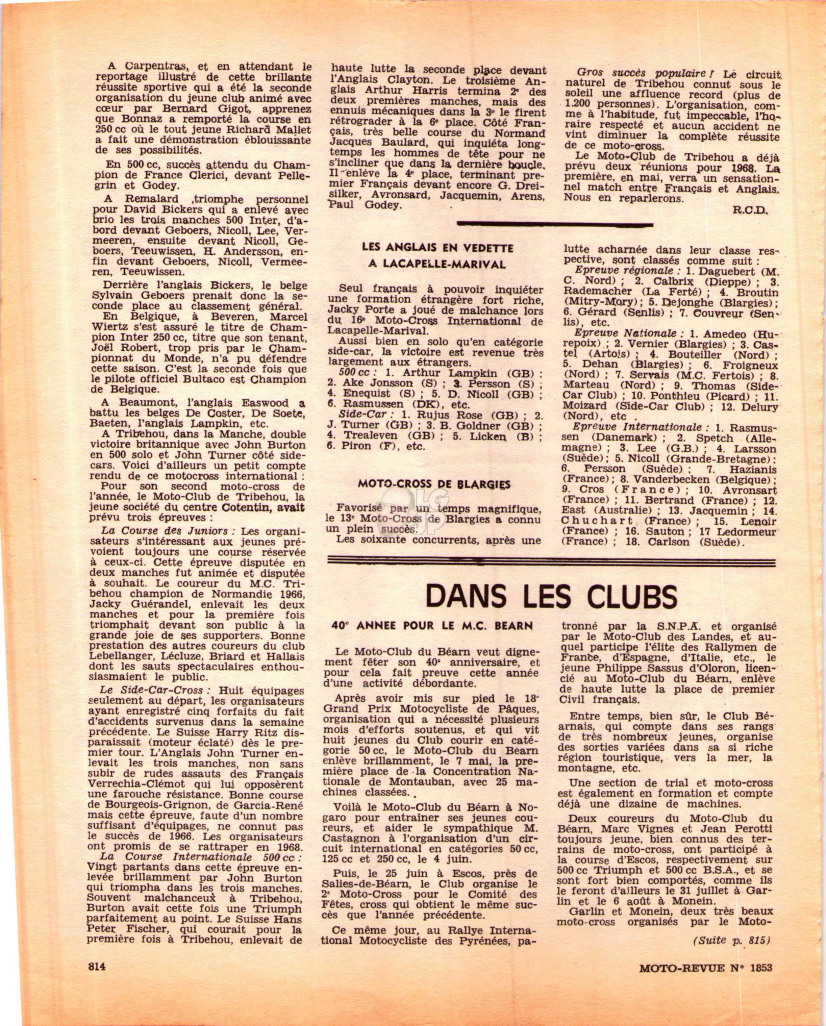 A Carpentras, et en attendant le
reportage illustré de cette brillante
réussite sportive qui a été la seconde
organisation du jeune club animé avec
cœur par Bernard Gigot, apprenez
que Bonnaz a remporté la course en
250 cc où le tout jeune Richard Mallet
a fait une démonstration éblouissante
de ses possibilités.
En 500 cc, succès attendu du Cham-
pion de France Clerici, devant Pelle-
grin et Godey.
A Remalard ,triomphe personnel
pour David Bickers qui a enlevé avec
brio les trois manches 500 Inter, d'a-
bord devant Geboers, Nicoll, Lee, Ver-
meeren, ensuite devant Nicoll, Ge-
boers, Teeuwissen, H. Andersson, en-
fin devant Geboers, Nicoll, Vermee-
ren, Teeuwissen.
Derrière l'anglais Bickers, le belge
Sylvain Geboers prenait donc la se-
conde place au classement général.
En Belgique, à Beveren, Marcel
Wiertz s'est assuré le titre de Cham-
pion Inter 250 cc, titre que son tenant,
Joël Robert, trop pris par le Cham-
pionnat du Monde, n'a pu défendre
cette saison. C'est la seconde fois que
le pilote officiel Bultaco est Champion
de Belgique.
A Beaumont, l'anglais Easwood a
battu les belges De Coster, De Soete,
Baeten, l'anglais Lampkin, etc.
A Tribehou, dans la Manche, double
victoire britannique avec John Burton
en 500 solo et John Turner côté side-
cars. Voici d'ailleurs un petit compte
rendu de ce motocross international :
Pour son second moto-cross de
l'année, le Moto-Club de Tribehou, la
jeune société du centre Cotentin, avait
prévu trois épreuves :
La Course des Juniors : Les organi-
sateurs s'intéressant aux jeunes pré-
voient toujours une course réservée
à ceux-ci. Cette épreuve disputée en
deux manches fut animée et disputée
à souhait. Le coureur du M.C. Tri-
behou champion de Normandie 1966,
Jacky Guérandel, enlevait les deux
manches et pour la première fois
triomphait devant son public à la
grande joie de ses supporters. Bonne
prestation des autres coureurs du club
Lebellanger, Lécluze, Briard et Hallais
dont les sauts spectaculaires enthou-
siasmaient le public.
Le Side-Car-Cross : Huit équipages
seulement au départ, les organisateurs
ayant enregistré cinq forfaits du fait
d'accidents survenus dans la semaine
précédente. Le Suisse Harry Ritz dis-
paraissait (moteur éclaté) dès le pre-
mier tour. L'Anglais John Turner en-
levait les trois manches, non sans
subir de rudes assauts des Français
Verrechia-Clémot qui lui opposèrent
une farouche résistance. Bonne course
de Bourgeois-Grignon, de Garcia-René
mais cette épreuve, faute d'un nombre
suffisant d'équipages, ne connut pas
le succès de 1966. Les organisateurs
ont promis de se rattraper en 1968.
La Course Internationale 500 cc :
Vingt partants dans cette épreuve en-
levée brillamment par John Burton
qui triompha dans les trois manches.
Souvent malchanceux à Tribehou,
Burton avait cette fois une Triumph
parfaitement au point. Le Suisse Hans
Peter Fischer, qui courait pour la
première fois à Tribehou, enlevait de
haute lutte la seconde place devant
l'Anglais Clayton. Le troisième An-
glais Arthur Harris termina 2e des
deux premières manches, mais des
ennuis mécaniques dans la 3e le firent
rétrograder à la 6e place. Côté Fran-
çais, très belle course du Normand
Jacques Baulard, qui inquiéta long-
temps les hommes de tête pour ne
s'incliner que dans la dernière boucle.
Il enlève la 4e place, terminant pre-
mier Français devant encore G. Drei-
silker, Avronsard, Jacquemin, Arens,
Paul Godey.
Gros succès populaire ! Le circuit
naturel de Tribehou connut sous le
soleil une affluence record (plus de
1.200 personnes). L'organisation, com-
me à l'habitude, fut impeccable, l'ho-
raire respecté et aucun accident ne
vint diminuer la complète réussite
de ce moto-cross.
Le Moto-Club de Tribehou a déjà
prévu deux réunions pour 1968. La
première, en mai, verra un sensation-
nel match entre Français et Anglais.
Nous en reparlerons.
R.C.D.
LES ANGLAIS EN VEDETTE
A LACAPELLE-MARIVAL
Seul français à pouvoir inquiéter
une formation étrangère fort riche,
Jacky Porte a joué de malchance lors
du 16e Moto-Cross International de
Lacapelle-Marival.
Aussi bien en solo qu'en catégorie
side-car, la victoire est revenue très
largement aux étrangers.
500 cc : 1. Arthur Lampkin (GB) :
2. Ake Jonsson (S) ; 3. Persson (S) ;
4. Enequist (S) ; 5. D. Nicoll (GB) ;
6. Rasmussen (DK), etc.
Side-Car : 1. Rujus Rose (GB) ; 2.
J. Turner (GB) ; 3. B. Goldner (GB) ;
4. Trealeven (GB) ; 5. Licken (B) ;
6. Piron (F), etc.
MOTO-CROSS DE BLARGIES
Favorisé par un temps magnifique,
le 13e Moto-Cross de Blargies a connu
un plein succès.
Les soixante concurrents, après une
lutte acharnée dans leur classe res-
pective, sont classés comme suit :
Epreuve régionale : 1. Daguebert (M.
C. Nord) ; 2. Calbrix (Dieppe) ; 3.
Rademacher (La Ferté) ; 4. Broutin
(Mitry-Mory) ; 5. Dejonghe (Blargies) ;
6. Gérard (Senlis) ; 7. Couvreur (Sen-
lis), etc.
Epreuve Nationale : 1. Amedeo (Hu-
repoix) ; 2. Vernier (Blargies) ; 3. Cas-
tel (Artois) ; 4. Bouteiller (Nord) ;
5. Dehan (Blargies) ; 6. Froigneux
(Nord) ; 7. Servais (M.C. Fertois) ; 8.
Marteau (Nord) ; 9. Thomas (Side-
Car Club) ; 10. Ponthieu (Picard) ; 11.
Moizard (Side-Car Club) ; 12. Delury
(Nord), etc .
Epreuve Internationale : 1. Rasmus-
sen (Danemark) ; 2. Spetch (Alle-
magne) ; 3. Lee (G.B.) ; 4. Larsson
(Suède); 5. Nicoll (Grande-Bretagne) ;
6. Persson (Suède) : 7. Hazianis
(France) ; 8. Vanderbecken (Belgique) ;
9. Cros (France) ; 10. Avronsart
(France) ; 11. Bertrand (France) ; 12.
East (Australie) ; 13. Jacquemin ; 14.
Chuchart (France) ; 15. Lenoir
(France) ; 16. Sauton ; 17 Ledormeur
(France) ; 18. Carlson (Suède).
DANS LES CLUBS
40e ANNEE POUR LE M.C. BEARN
Le Moto-Club du Béarn veut digne-
ment fêter son 40e anniversaire, et
pour cela fait preuve cette année
d'une activité débordante.
Après avoir mis sur pied le 18e
Grand Prix Motocycliste de Pâques,
organisation qui a nécessité plusieurs
mois d'efforts soutenus, et qui vit
huit jeunes du Club courir en caté-
gorie 50 cc, le Moto-Club du Bearn
enlève brillamment, le 7 mai, la pre-
mière place de la Concentration Na-
tionale de Montauban, avec 25 ma-
chines classées.
Voilà le Moto-Club du Béarn à No-
garo pour entraîner ses jeunes cou-
reurs, et aider le sympathique M.
Castagnon à l'organisation d'un cir-
cuit international en catégories 50 cc,
125 cc et 250 cc, le 4 juin.
Puis, le 25 juin à Escos, près de
Salies-de-Béarn, le Club organise le
2e Moto-Cross pour le Comité des
Fêtes, cross qui obtient le même suc-
cès que l'année précédente.
Ce même jour, au Rallye Interna-
tional Motocycliste des Pyrénées, pa-
tronné par la S.N.P.A. et organisé
par le Moto-Club des Landes, et au-
quel participe l'élite des Rallymen de
France, d'Espagne, d'Italie, etc., le
jeune Philippe Sassus d'Oloron, licen-
cié au Moto-Club du Béarn, enlève
de haute lutte la place de premier
Civil français.
Entre temps, bien sûr, le Club Bé-
arnais, qui compte dans ses rangs
de très nombreux jeunes, organise
des sorties variées dans sa si riche
région touristique, vers la mer, la
montagne, etc.
Une section de trial et moto-cross
est également en formation et compte
déjà une dizaine de machines.
Deux coureurs du Moto-Club du
Béarn, Marc Vignes et Jean Perotti
toujours jeune, bien connus des ter-
rains de moto-cross, ont participé à
la course d'Escos, respectivement sur
500 cc Triumph et 500 cc B.S.A., et se
sont fort bien comportés, comme ils
le feront d'ailleurs le 31 juillet à Gar-
lin et le 6 août à Monein.
Garlin et Monein, deux très beaux
moto-cross organisés par le Moto-
(Suite p. 815)
814
MOTO-REVUE N° 1853